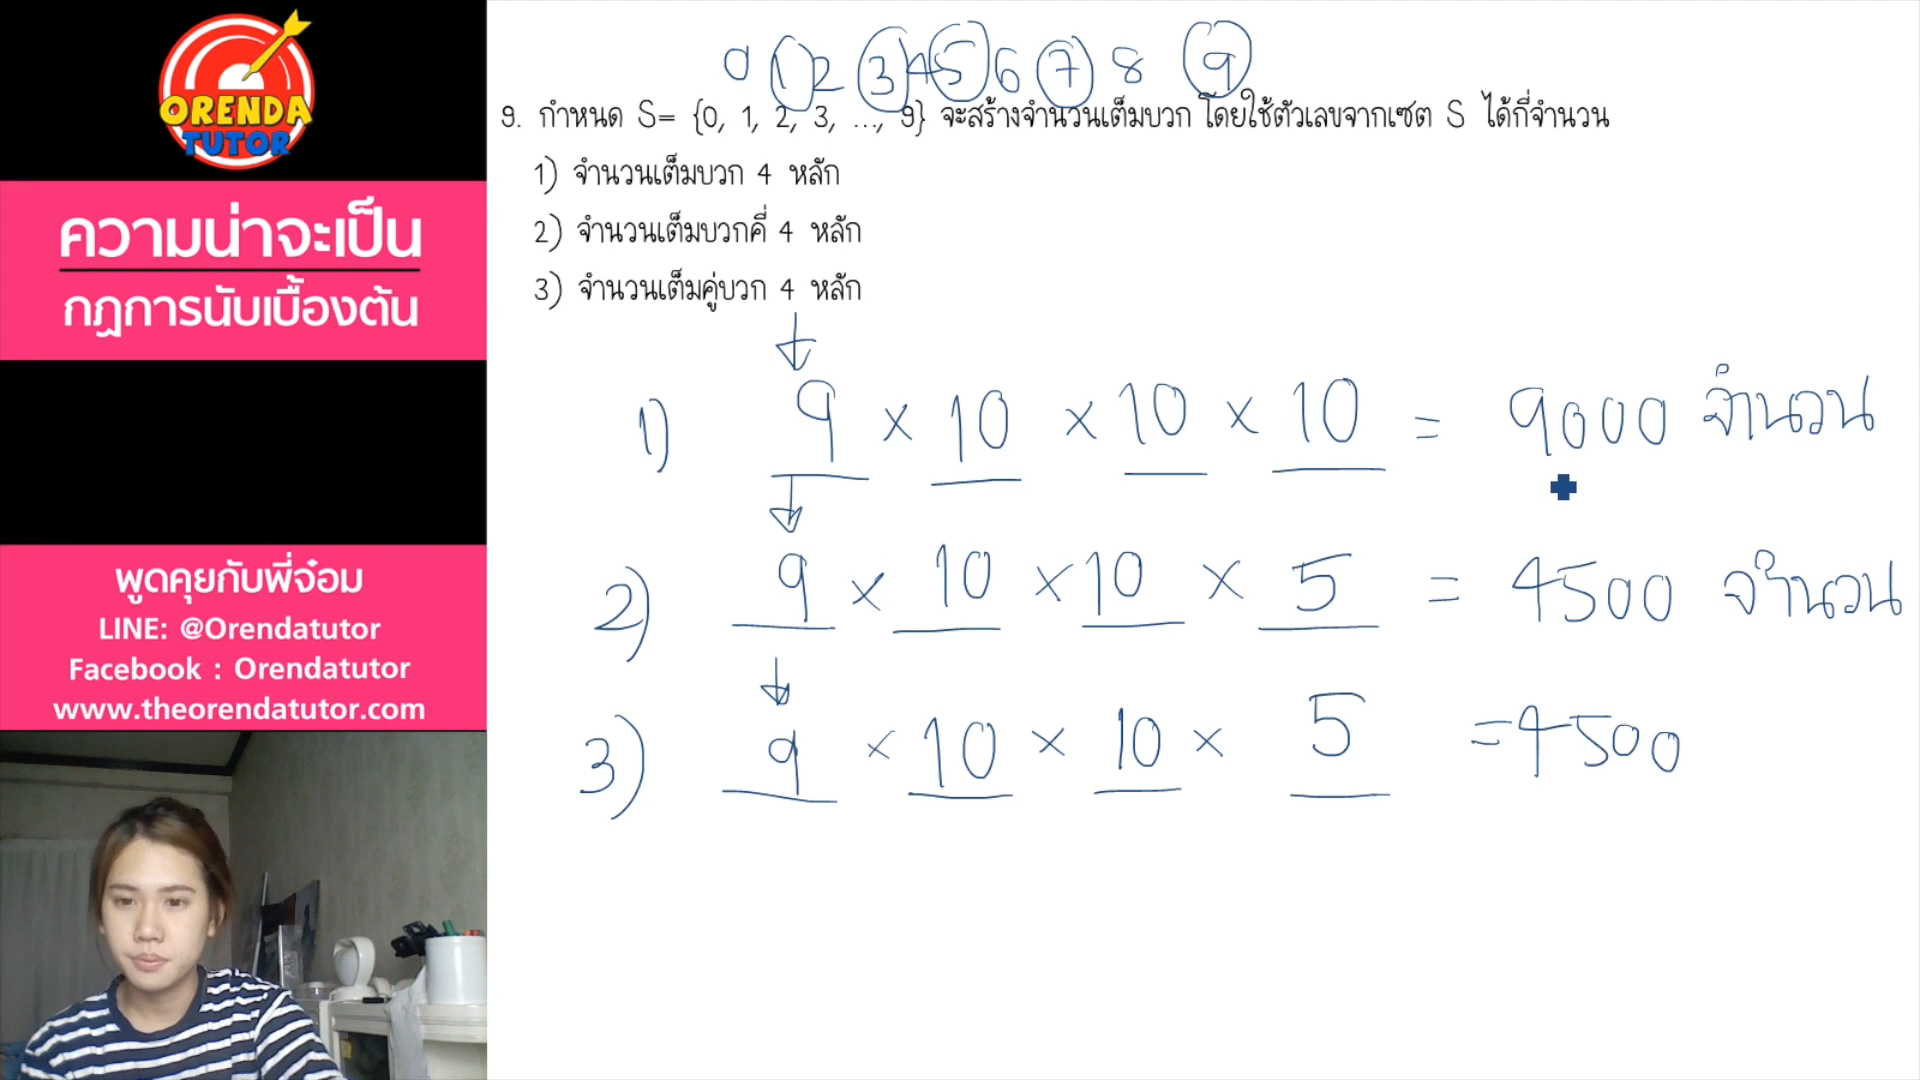 ORENDA
TUTOR
ความน่าจะเป็น
กฎการนับเบื้องต้น
พูดคุยกับพี่จ๋อม
LINE: @Orendatutor
Facebook : Orendatutor
www.theorendatutor.com
0 1 2 3 4 5 6 7 8 9
9. กำหนด S= {0, 1, 2, 3, ..., 9} จะสร้างจำนวนเต็มบวก โดยใช้ตัวเลขจากเซต S ได้กี่จำนวน
1) จำนวนเต็มบวก 4 หลัก
2) จำนวนเต็มบวกคี่ 4 หลัก
3) จำนวนเต็มคู่บวก 4 หลัก
1) 9 × 10 × 10 × 10 = 9000 จำนวน
2) 9 × 10 × 10 × 5 = 4500 จำนวน
3) 9 × 10 × 10 × 5 = 4500